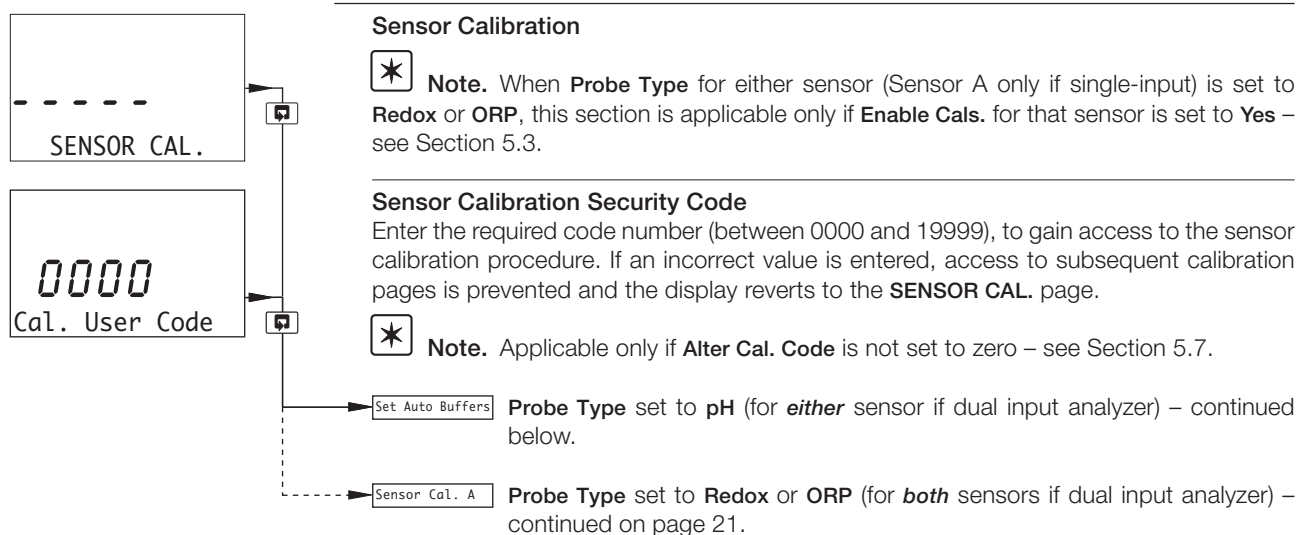 Sensor Calibration
Note. When Probe Type for either sensor (Sensor A only if single-input) is set to
Redox or ORP, this section is applicable only if Enable Cals. for that sensor is set to Yes –
see Section 5.3.
- - - - -
SENSOR CAL.
Sensor Calibration Security Code
Enter the required code number (between 0000 and 19999), to gain access to the sensor
calibration procedure. If an incorrect value is entered, access to subsequent calibration
pages is prevented and the display reverts to the SENSOR CAL. page.
0000
Cal. User Code
Note. Applicable only if Alter Cal. Code is not set to zero – see Section 5.7.
Set Auto Buffers
Probe Type set to pH (for either sensor if dual input analyzer) – continued
below.
Sensor Cal. A
Probe Type set to Redox or ORP (for both sensors if dual input analyzer) –
continued on page 21.